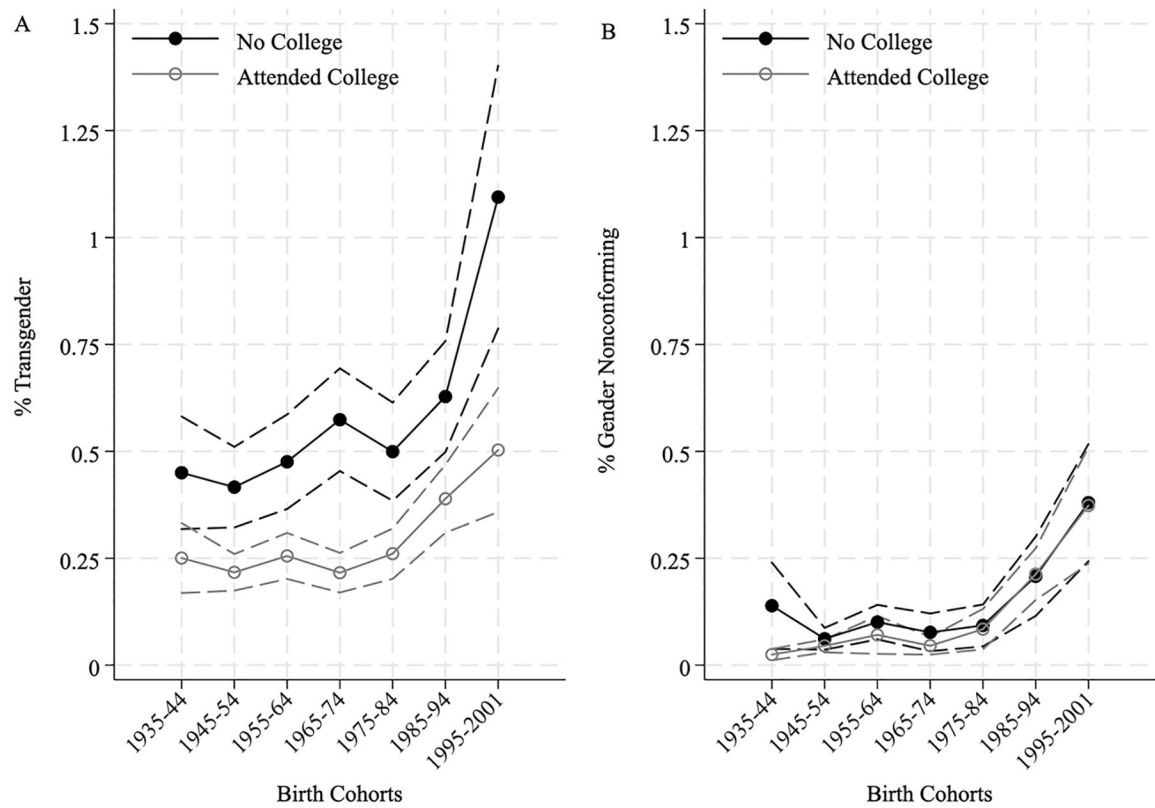 A
No College
Attended College
1.5
1.25
1
0.75
0.5
0.25
0
% Transgender
1935-44
1945-54
1955-64
1965-74
1975-84
1985-94
1995-2001
Birth Cohorts
B
No College
Attended College
1.5
1.25
1
0.75
0.5
0.25
0
% Gender Nonconforming
1935-44
1945-54
1955-64
1965-74
1975-84
1985-94
1995-2001
Birth Cohorts